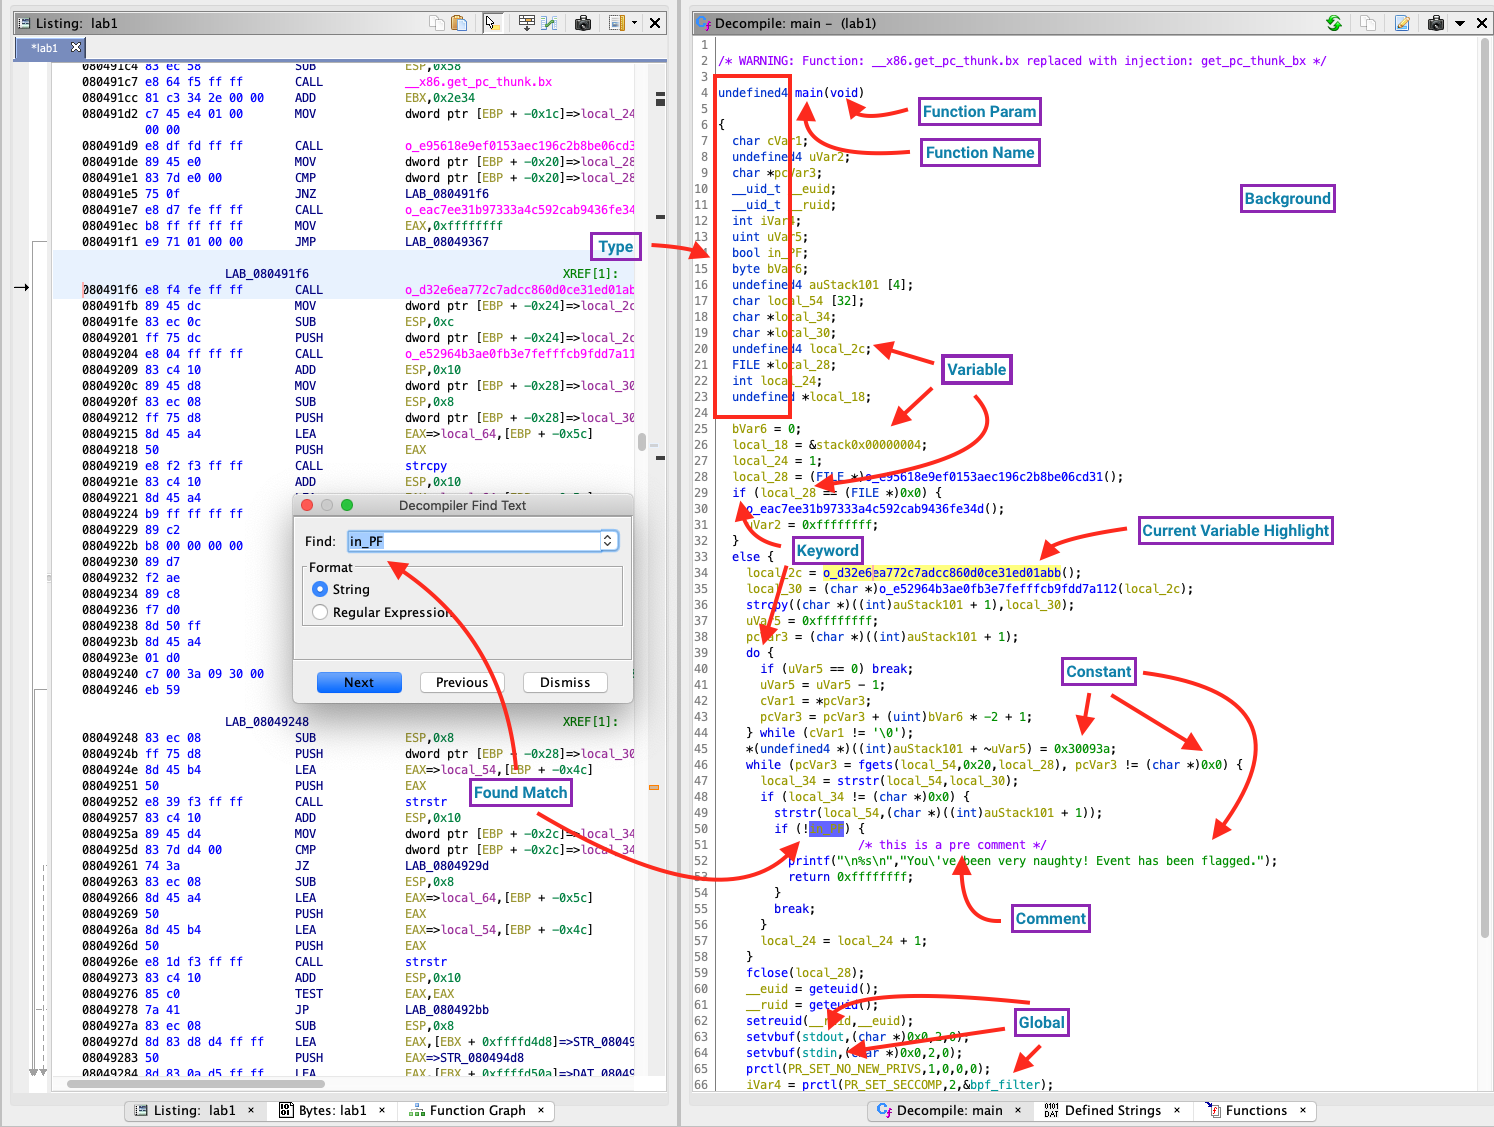 Listing: lab1
*lab1
080491c4 83 ec 58 SUB ESP,0x58
080491c7 e8 64 f5 ff ff CALL __x86.get_pc_thunk.bx
080491cc 81 c3 34 2e 00 00 ADD EBX,0x2e34
080491d2 c7 45 e4 01 00 MOV dword ptr [EBP + -0x1c]=>local_24
00 00
080491d9 e8 df fd ff ff CALL o_e95618e9ef0153aec196c2b8be06cd3
080491de 89 45 e0 MOV dword ptr [EBP + -0x20]=>local_28
080491e1 83 7d e0 00 CMP dword ptr [EBP + -0x20]=>local_28
080491e5 75 0f JNZ LAB_080491f6
080491e7 e8 d7 fe ff ff CALL o_eac7ee31b97333a4c592cab9436fe34
080491ec b8 ff ff ff ff MOV EAX,0xffffffff
080491f1 e9 71 01 00 00 JMP LAB_08049367
LAB_080491f6 XREF[1]:
080491f6 e8 f4 fe ff ff CALL o_d32e6ea772c7adcc860d0ce31ed01ab
080491fb 89 45 dc MOV dword ptr [EBP + -0x24]=>local_2c
080491fe 83 ec 0c SUB ESP,0xc
08049201 ff 75 dc PUSH dword ptr [EBP + -0x24]=>local_2c
08049204 e8 04 ff ff ff CALL o_e52964b3ae0fb3e7fefffcb9fdd7a11
08049209 83 c4 10 ADD ESP,0x10
0804920c 89 45 d8 MOV dword ptr [EBP + -0x28]=>local_30
0804920f 83 ec 08 SUB ESP,0x8
08049212 ff 75 d8 PUSH dword ptr [EBP + -0x28]=>local_30
08049215 8d 45 a4 LEA EAX=>local_64,[EBP + -0x5c]
08049218 50 PUSH EAX
08049219 e8 f2 f3 ff ff CALL strcpy
0804921e 83 c4 10 ADD ESP,0x10
08049221 8d 45 a4
08049224 b9 ff ff ff ff
08049229 89 c2
0804922b b8 00 00 00 00
08049230 89 d7
08049232 f2 ae
08049234 89 c8
08049236 f7 d0
08049238 8d 50 ff
0804923b 8d 45 a4
0804923e 01 d0
08049240 c7 00 3a 09 30 00
08049246 eb 59
LAB_08049248 XREF[1]:
08049248 83 ec 08 SUB ESP,0x8
0804924b ff 75 d8 PUSH dword ptr [EBP + -0x28]=>local_30
0804924e 8d 45 b4 LEA EAX=>local_54,[EBP + -0x4c]
08049251 50 PUSH EAX
08049252 e8 39 f3 ff ff CALL strstr
08049257 83 c4 10 ADD ESP,0x10
0804925a 89 45 d4 MOV dword ptr [EBP + -0x2c]=>local_34
0804925d 83 7d d4 00 CMP dword ptr [EBP + -0x2c]=>local_34
08049261 74 3a JZ LAB_0804929d
08049263 83 ec 08 SUB ESP,0x8
08049266 8d 45 a4 LEA EAX=>local_64,[EBP + -0x5c]
08049269 50 PUSH EAX
0804926a 8d 45 b4 LEA EAX=>local_54,[EBP + -0x4c]
0804926d 50 PUSH EAX
0804926e e8 1d f3 ff ff CALL strstr
08049273 83 c4 10 ADD ESP,0x10
08049276 85 c0 TEST EAX,EAX
08049278 7a 41 JP LAB_080492bb
0804927a 83 ec 08 SUB ESP,0x8
0804927d 8d 83 d8 d4 ff ff LEA EAX,[EBX + 0xffffd4d8]=>STR_08049
08049283 50 PUSH EAX=>STR_080494d8
08049284 8d 83 0a d5 ff ff LEA EAX,[EBX + 0xffffd50a]=>DAT_08049
Type
Decompiler Find Text
Find: in_PF
Format
String
Regular Expression
Next Previous Dismiss
Found Match
Listing: lab1 × Bytes: lab1 × Function Graph ×
Decompile: main – (lab1)
1
2 /* WARNING: Function: __x86.get_pc_thunk.bx replaced with injection: get_pc_thunk_bx */
3
4 undefined4 main(void)
5
6 {
7 char cVar1;
8 undefined4 uVar2;
9 char *pcVar3;
10 __uid_t __euid;
11 __uid_t __ruid;
12 int iVar4;
13 uint uVar5;
14 bool in_PF;
15 byte bVar6;
16 undefined4 auStack101 [4];
17 char local_54 [32];
18 char *local_34;
19 char *local_30;
20 undefined4 local_2c;
21 FILE *local_28;
22 int local_24;
23 undefined *local_18;
24
25 bVar6 = 0;
26 local_18 = &stack0x00000004;
27 local_24 = 1;
28 local_28 = (FILE *)o_e95618e9ef0153aec196c2b8be06cd31();
29 if (local_28 == (FILE *)0x0) {
30 o_eac7ee31b97333a4c592cab9436fe34d();
31 uVar2 = 0xffffffff;
32 }
33 else {
34 local_2c = o_d32e6ea772c7adcc860d0ce31ed01abb();
35 local_30 = (char *)o_e52964b3ae0fb3e7fefffcb9fdd7a112(local_2c);
36 strcpy((char *)((int)auStack101 + 1),local_30);
37 uVar5 = 0xffffffff;
38 pcVar3 = (char *)((int)auStack101 + 1);
39 do {
40 if (uVar5 == 0) break;
41 uVar5 = uVar5 - 1;
42 cVar1 = *pcVar3;
43 pcVar3 = pcVar3 + (uint)bVar6 * -2 + 1;
44 } while (cVar1 != '\0');
45 *(undefined4 *)((int)auStack101 + ~uVar5) = 0x30093a;
46 while (pcVar3 = fgets(local_54,0x20,local_28), pcVar3 != (char *)0x0) {
47 local_34 = strstr(local_54,local_30);
48 if (local_34 != (char *)0x0) {
49 strstr(local_54,(char *)((int)auStack101 + 1));
50 if (!in_PF) {
51 /* this is a pre comment */
52 printf("\n%s\n","You\'ve been very naughty! Event has been flagged.");
53 return 0xffffffff;
54 }
55 break;
56 }
57 local_24 = local_24 + 1;
58 }
59 fclose(local_28);
60 __euid = geteuid();
61 __ruid = geteuid();
62 setreuid(__ruid,__euid);
63 setvbuf(stdout,(char *)0x0,2,0);
64 setvbuf(stdin,(char *)0x0,2,0);
65 prctl(PR_SET_NO_NEW_PRIVS,1,0,0,0);
66 iVar4 = prctl(PR_SET_SECCOMP,2,&bpf_filter);
Function Param
Function Name
Background
Variable
Current Variable Highlight
Keyword
Constant
Comment
Global
Decompile: main × Defined Strings × Functions ×